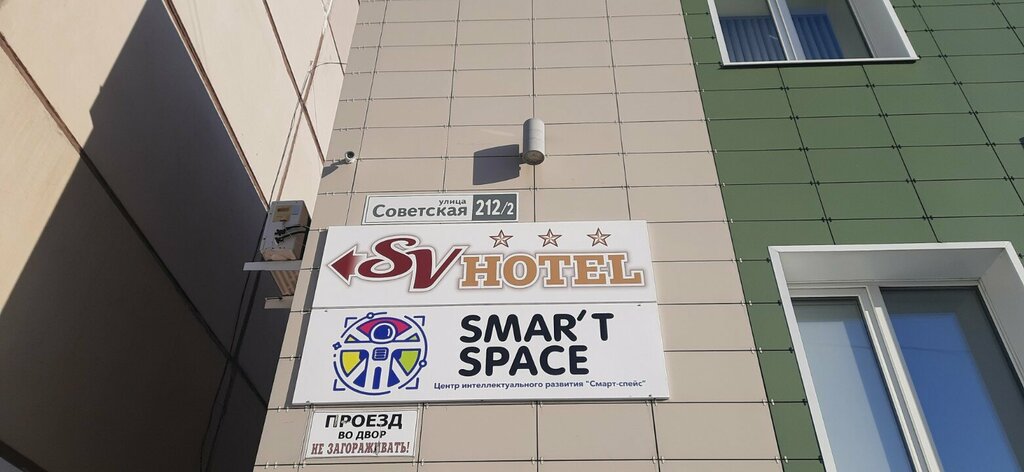 улица
Советская 212/2
SV HOTEL
SMAR'T
SPACE
Центр интеллектуального развития "Смарт-спейс"
ПРОЕЗД
ВО ДВОР
НЕ ЗАГОРАЖИВАТЬ!